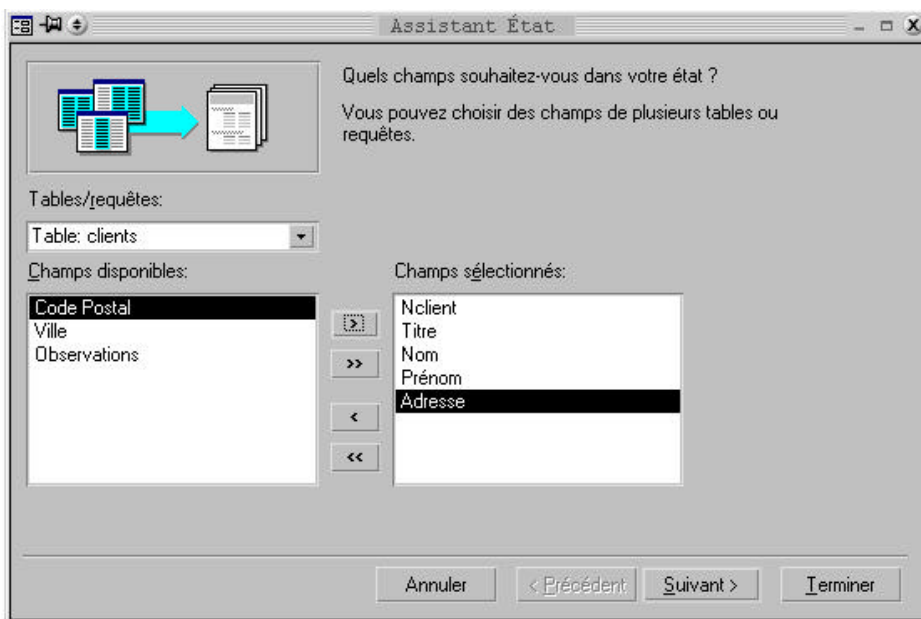 Assistant État
Quels champs souhaitez-vous dans votre état ?
Vous pouvez choisir des champs de plusieurs tables ou
requêtes.
Tables/requêtes:
Table: clients
Champs disponibles:
Code Postal
Ville
Observations
>
>>
<
<<
Champs sélectionnés:
Nclient
Titre
Nom
Prénom
Adresse
Annuler
< Précédent
Suivant >
Terminer